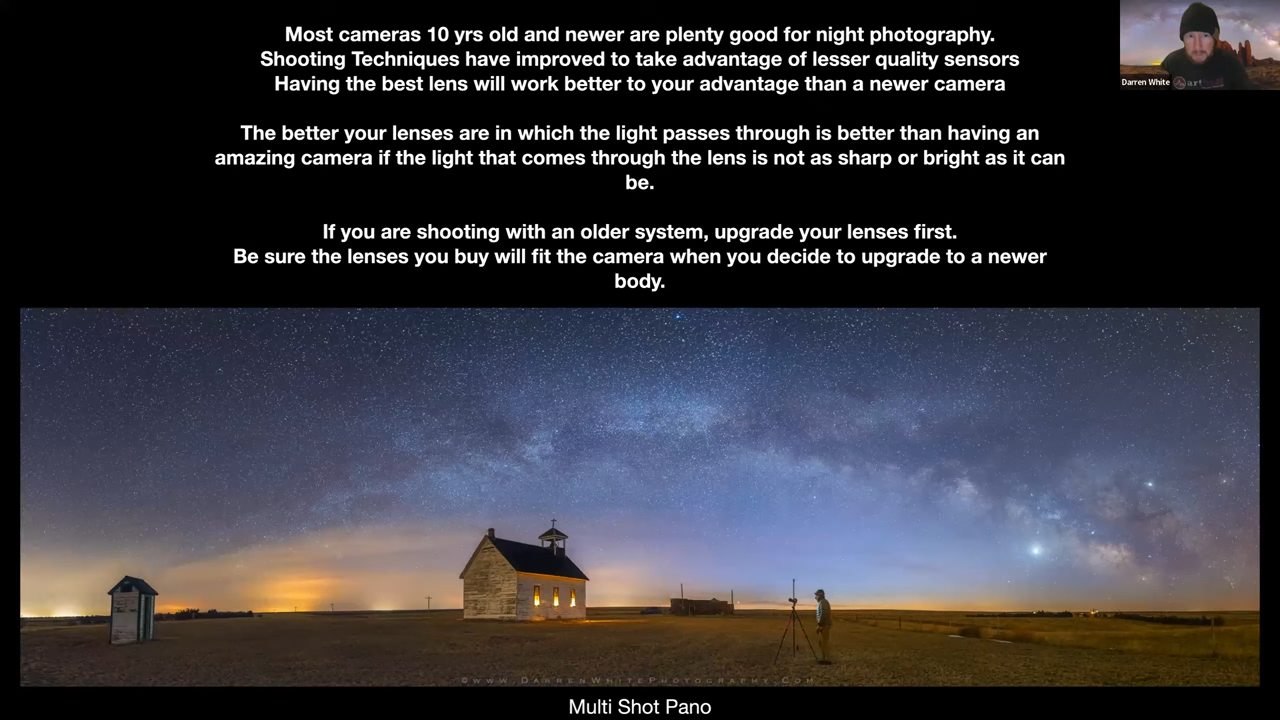 Most cameras 10 yrs old and newer are plenty good for night photography.
Shooting Techniques have improved to take advantage of lesser quality sensors
Having the best lens will work better to your advantage than a newer camera
The better your lenses are in which the light passes through is better than having an
amazing camera if the light that comes through the lens is not as sharp or bright as it can
be.
If you are shooting with an older system, upgrade your lenses first.
Be sure the lenses you buy will fit the camera when you decide to upgrade to a newer
body.
Darren White
©www.DarrenWhitePhotography.Com
Multi Shot Pano